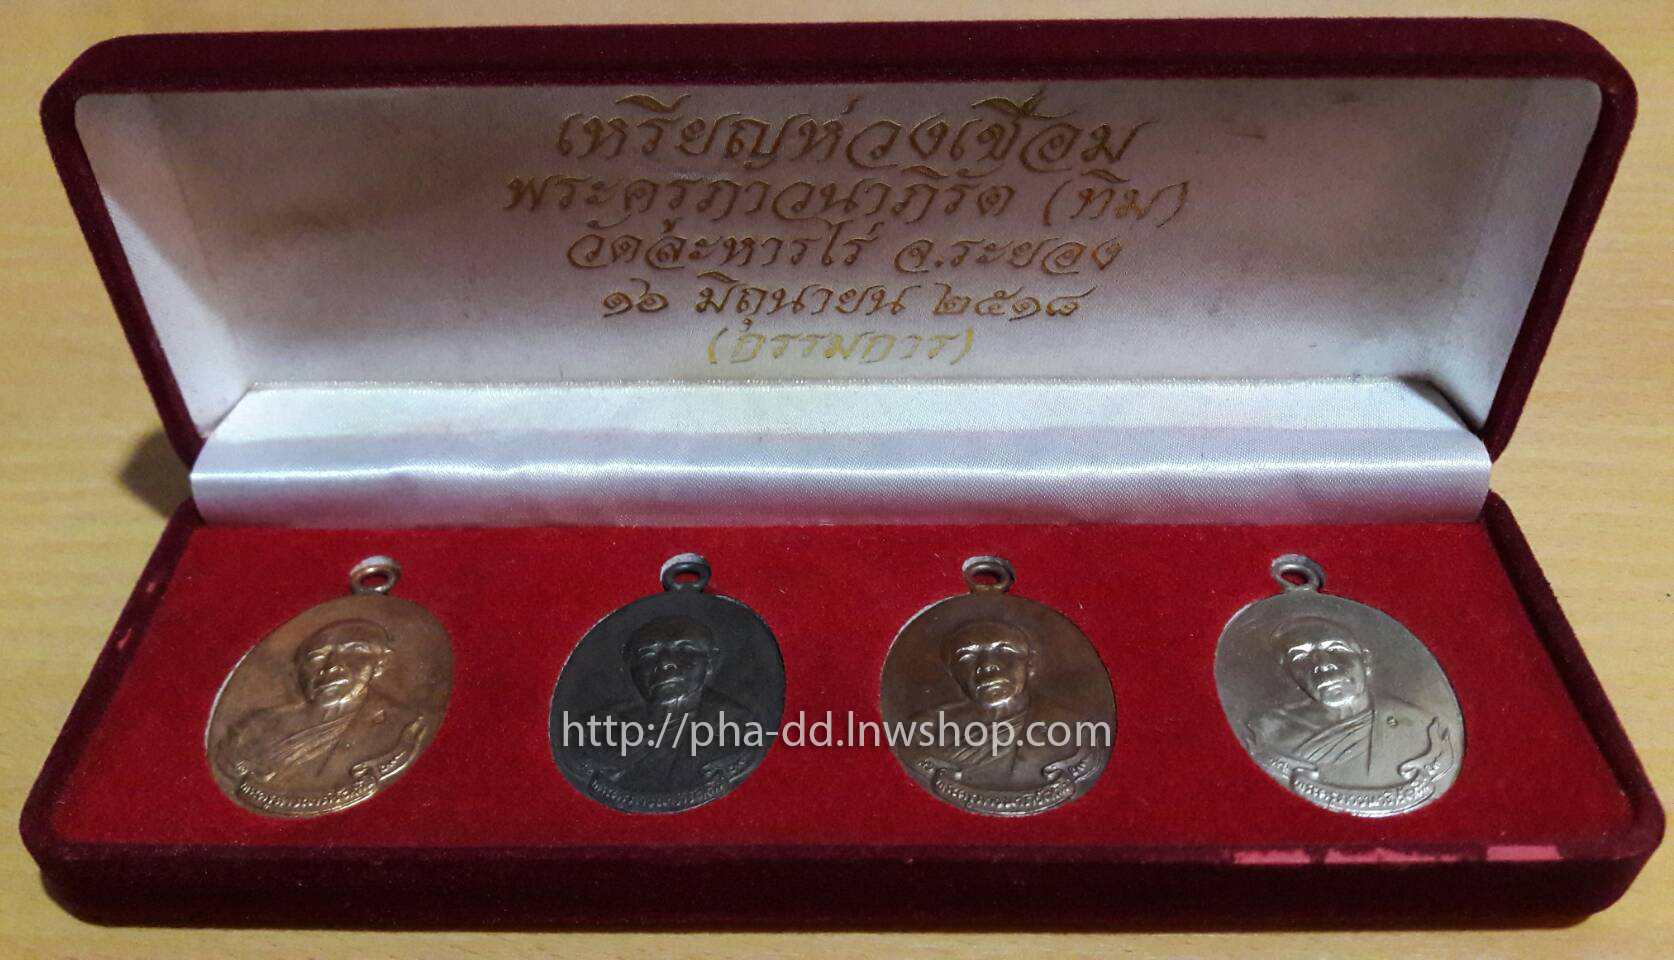 เหรียญห่วงเชื่อม
พระครูภาวนาภิรัต (ทิม)
วัดละหารไร่ จ.ระยอง
๑๖ มิถุนายน ๒๕๑๘
(กรรมการ)
http://pha-dd.lnwshop.com